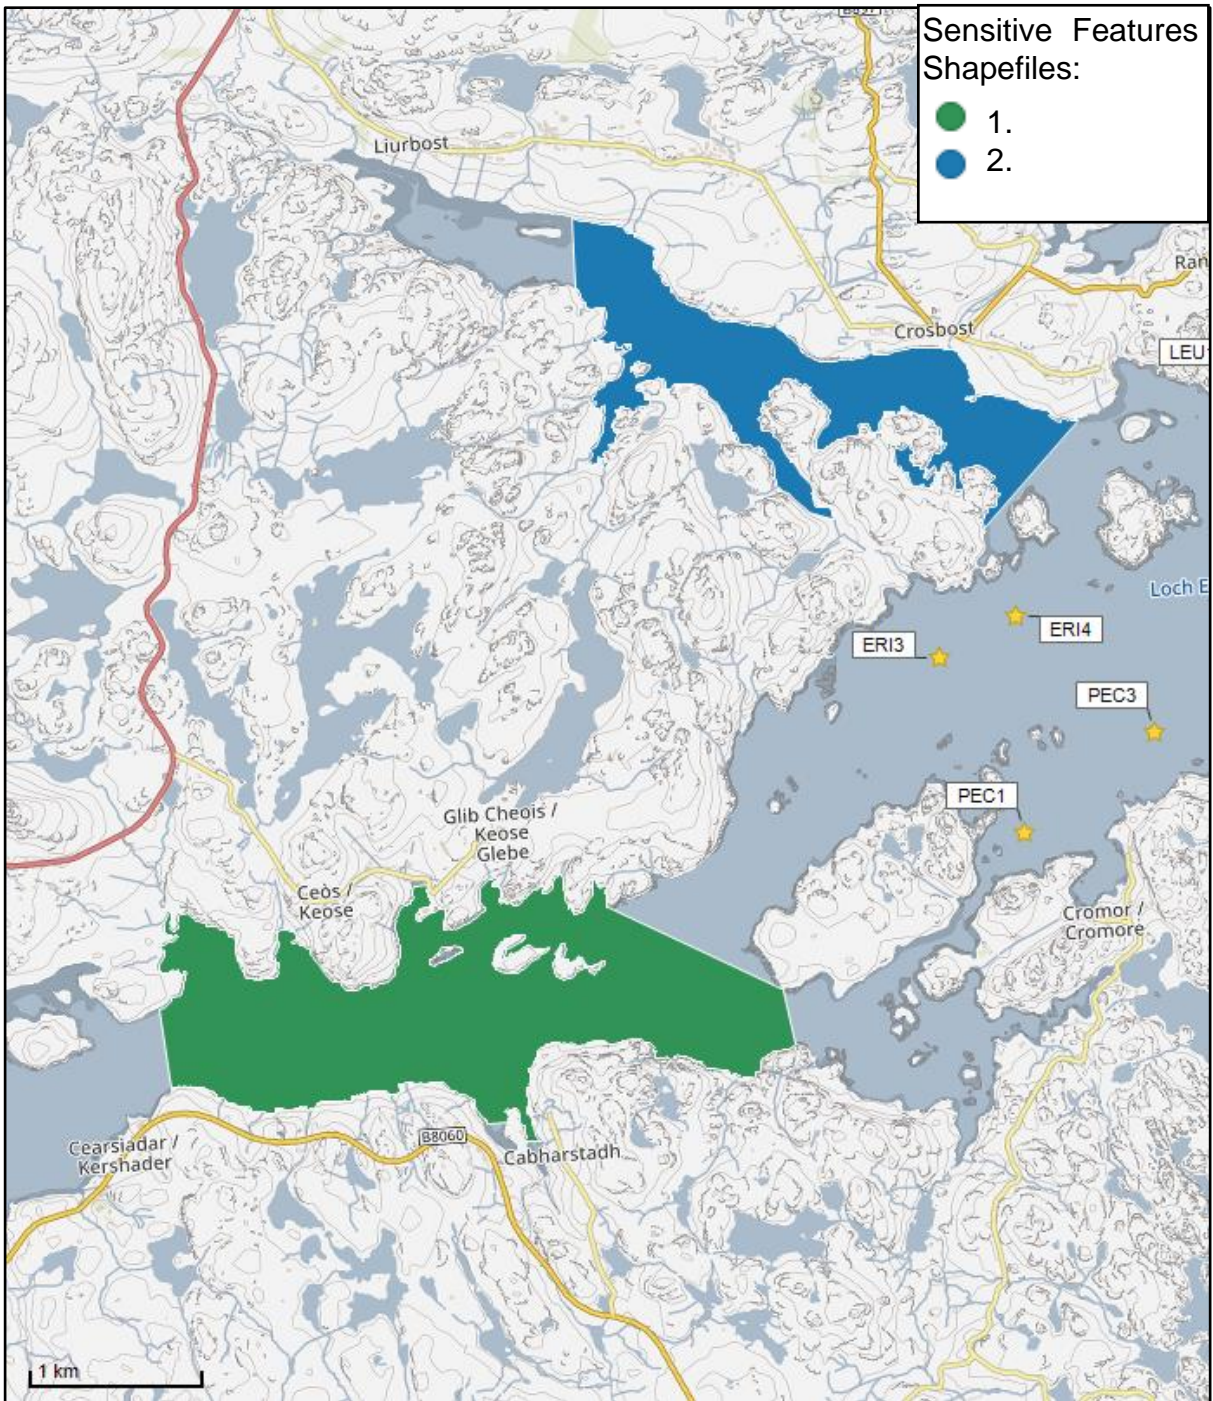 Sensitive Features
Shapefiles:
1.
2.
Liurbost
Ran
Crosbost
LEU
Loch E
ERI4
ERI3
PEC3
PEC1
Glib Cheois /
Keose
Glebe
Ceòs /
Keose
Cromor /
Cromore
B8060
Cearsiadar /
Kershader
Cabharstadh
1 km